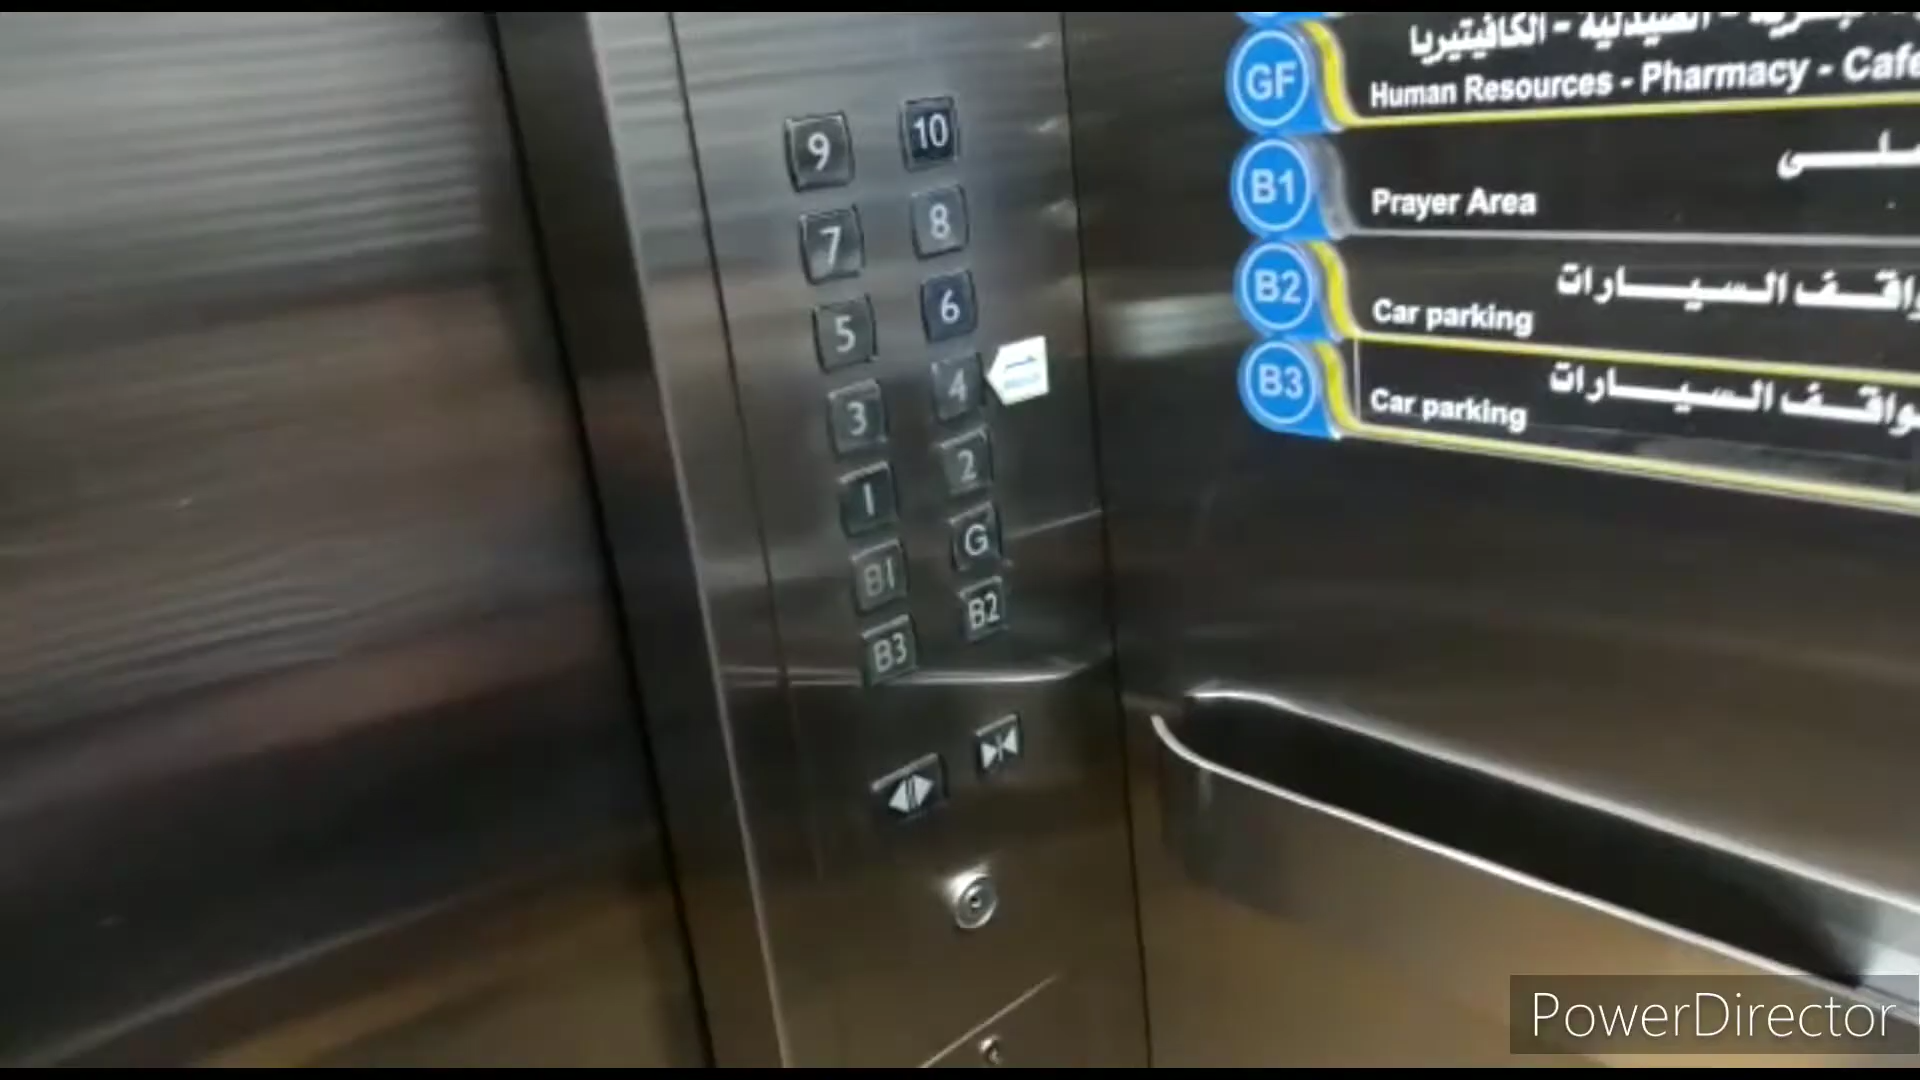 9 10
7 8
5 6
3 4
1 2
B1 G
B3 B2
الصيدلية - الكافيتيريا
GF Human Resources - Pharmacy -
B1 Prayer Area
السيارات
B2 Car parking
السيارات
B3 Car parking
PowerDirector